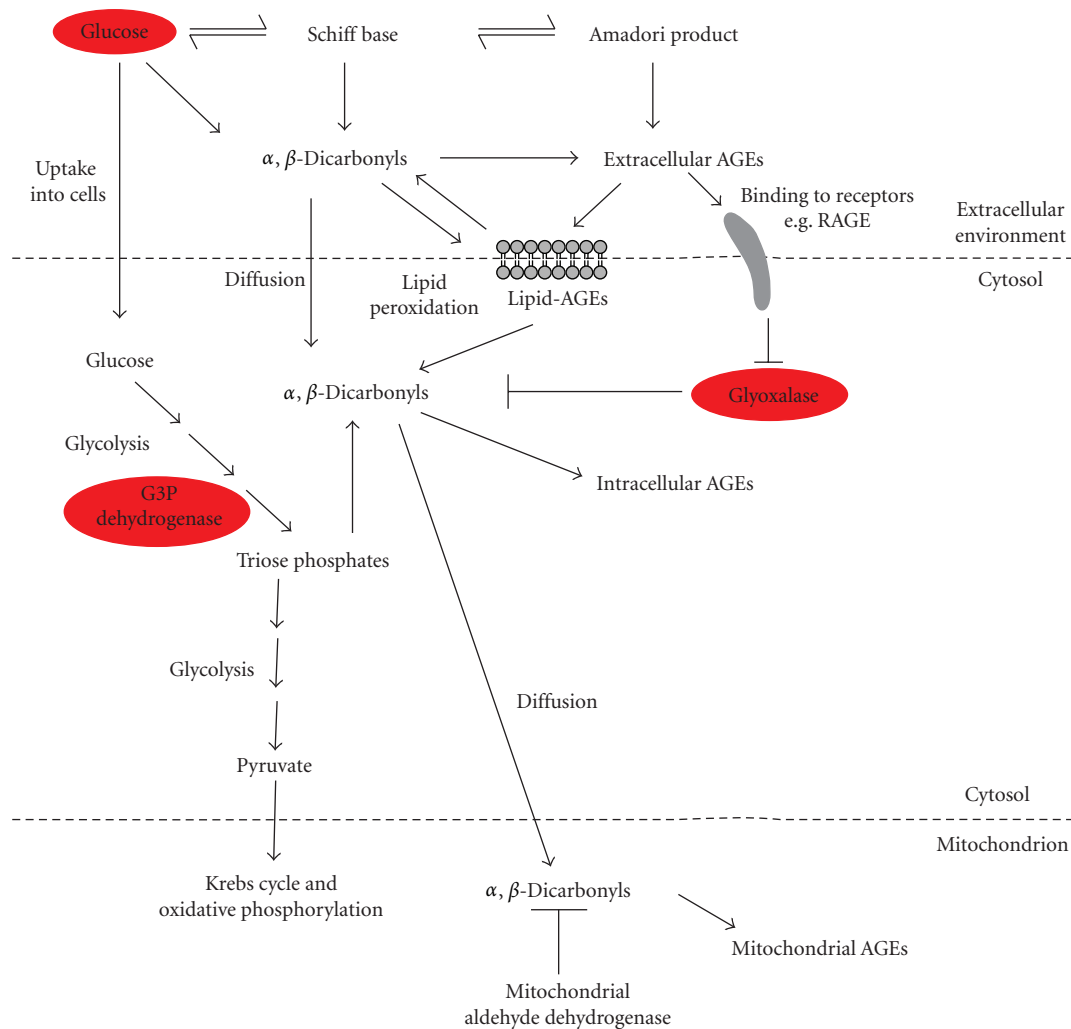 Glucose
Schiff base
Amadori product
α, β-Dicarbonyls
Extracellular AGEs
Uptake
into cells
Binding to receptors
e.g. RAGE
Extracellular
environment
Diffusion
Lipid
peroxidation
Lipid-AGEs
Cytosol
Glucose
α, β-Dicarbonyls
Glyoxalase
Glycolysis
Intracellular AGEs
G3P
dehydrogenase
Triose phosphates
Glycolysis
Diffusion
Pyruvate
Cytosol
Mitochondrion
Krebs cycle and
oxidative phosphorylation
α, β-Dicarbonyls
Mitochondrial AGEs
Mitochondrial
aldehyde dehydrogenase